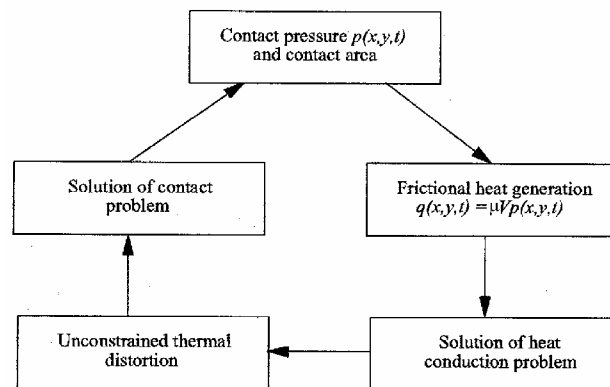 Contact pressure p(x,y,t)
and contact area
Solution of contact
problem
Frictional heat generation
q(x,y,t) = μVp(x,y,t)
Unconstrained thermal
distortion
Solution of heat
conduction problem